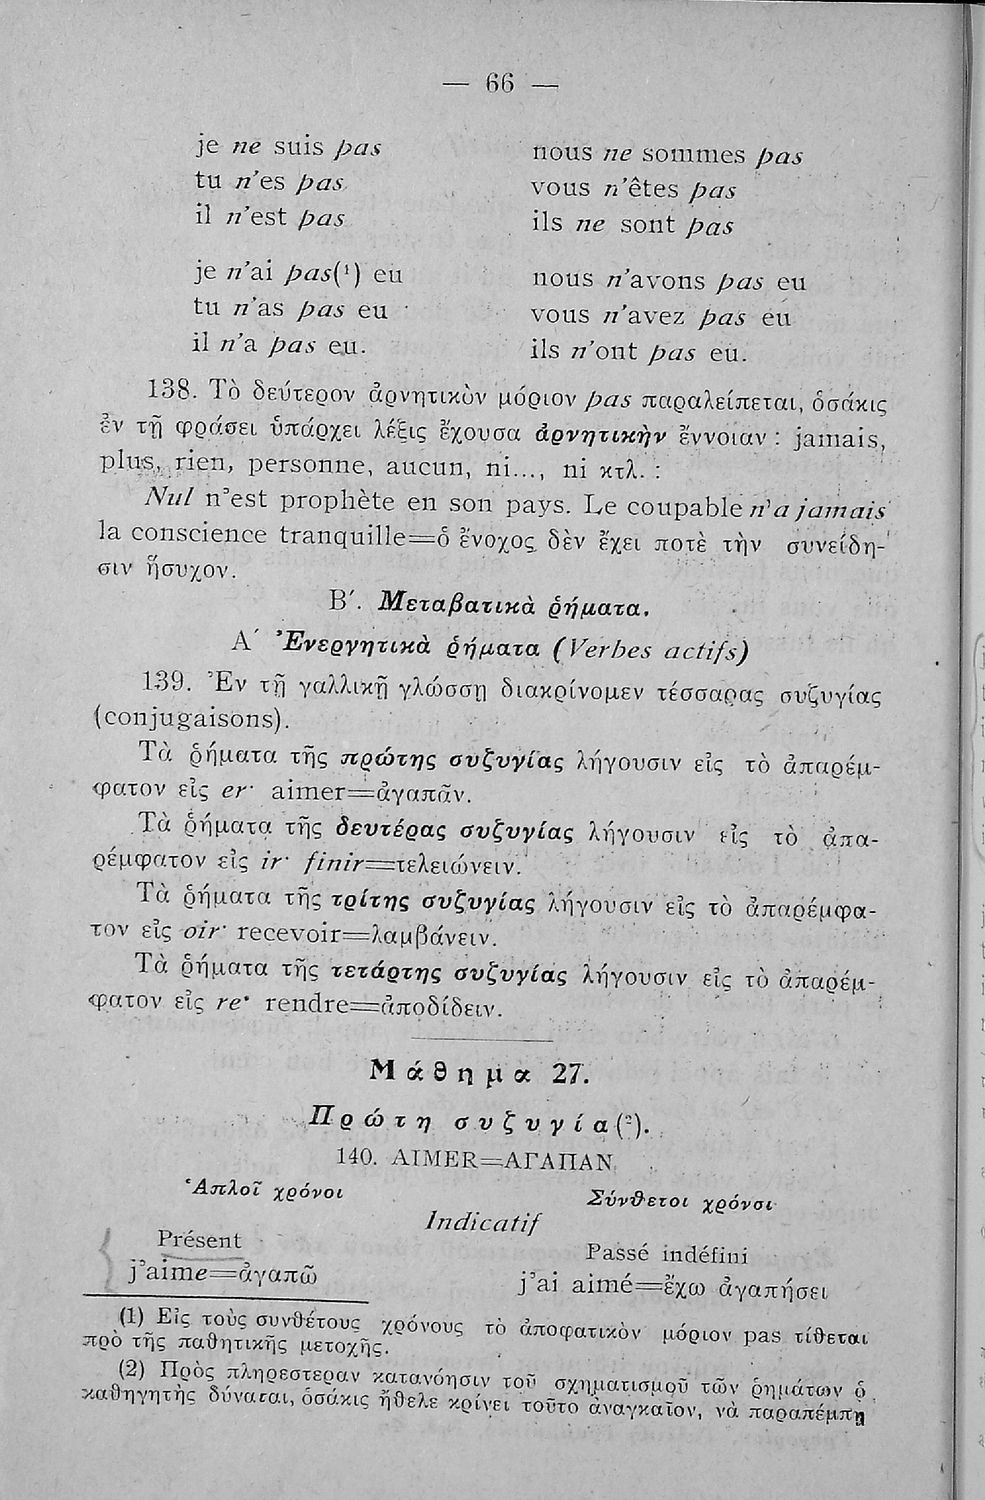 — 66 —
je ne suis pas
tu n'es pas
il n'est pas
nous ne sommes pas
vous n'êtes pas
ils ne sont pas
je n'ai pas(¹) eu
tu n'as pas eu
il n'a pas eu.
nous n'avons pas eu
vous n'avez pas eu
ils n'ont pas eu.
138. Τὸ δεύτερον ἀρνητικὸν μόριον pas παραλείπεται, ὁσάκις
ἐν τῇ φράσει ὑπάρχει λέξις ἔχουσα ἀρνητικὴν ἔννοιαν : jamais,
plus, rien, personne, aucun, ni..., ni κτλ. :
Nul n'est prophète en son pays. Le coupable n'a jamais
la conscience tranquille=ὁ ἔνοχος δὲν ἔχει ποτὲ τὴν συνείδη-
σιν ἥσυχον.
Β'. Μεταβατικὰ ῥήματα.
Α' Ἐνεργητικὰ ῥήματα (Verbes actifs)
139. Ἐν τῇ γαλλικῇ γλώσσῃ διακρίνομεν τέσσαρας συζυγίας
(conjugaisons).
Τὰ ῥήματα τῆς πρώτης συζυγίας λήγουσιν εἰς τὸ ἀπαρέμ-
φατον εἰς er· aimer=ἀγαπᾶν.
Τὰ ῥήματα τῆς δευτέρας συζυγίας λήγουσιν εἰς τὸ ἀπα-
ρέμφατον εἰς ir· finir=τελειώνειν.
Τὰ ῥήματα τῆς τρίτης συζυγίας λήγουσιν εἰς τὸ ἀπαρέμφα-
τον εἰς oir· recevoir=λαμβάνειν.
Τὰ ῥήματα τῆς τετάρτης συζυγίας λήγουσιν εἰς τὸ ἀπαρέμ-
φατον εἰς re· rendre=ἀποδίδειν.
Μάθημα 27.
Πρώτη συζυγία(²).
140. AIMER=ΑΓΑΠΑΝ
Ἁπλοῖ χρόνοι
Σύνθετοι χρόνοι
Indicatif
Présent
j'aime=ἀγαπῶ
Passé indéfini
j'ai aimé=ἔχω ἀγαπήσει
(1) Εἰς τοὺς συνθέτους χρόνους τὸ ἀποφατικὸν μόριον pas τίθεται
πρὸ τῆς παθητικῆς μετοχῆς.
(2) Πρὸς πληρεστεραν κατανόησιν τοῦ σχηματισμοῦ τῶν ῥημάτων ὁ
καθηγητὴς δύναται, ὁσάκις ἤθελε κρίνει τοῦτο ἀναγκαῖον, νὰ παραπέμπῃ